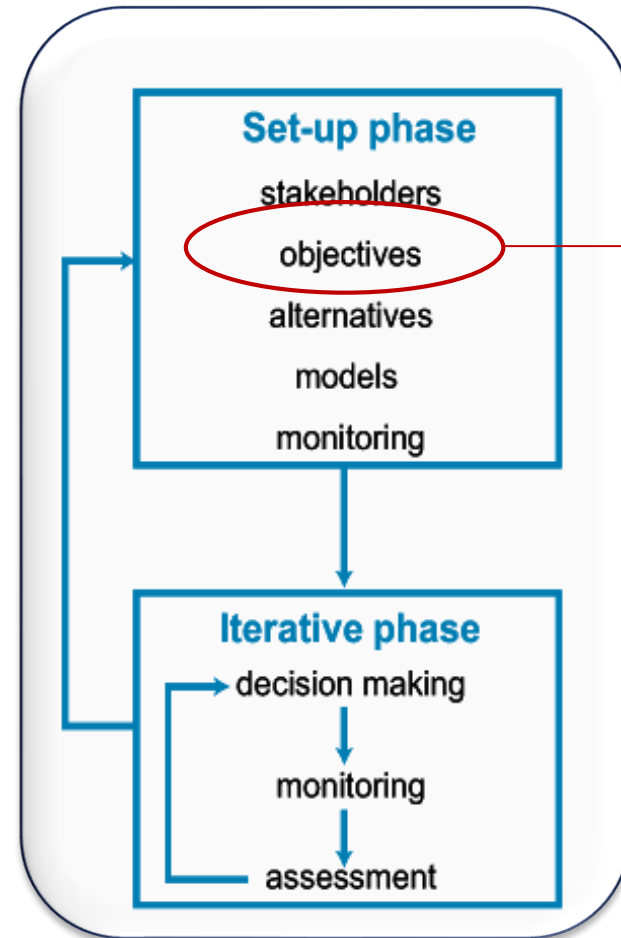 Set-up phase
stakeholders
objectives
alternatives
models
monitoring
Iterative phase
decision making
monitoring
assessment